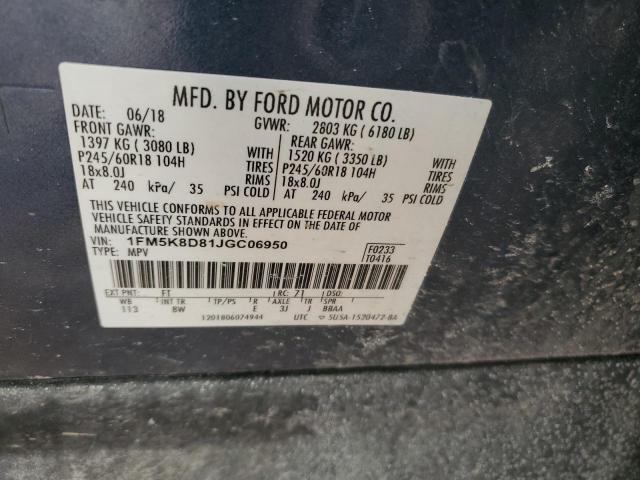 MFD. BY FORD MOTOR CO.
DATE: 06/18 GVWR: 2803 KG ( 6180 LB)
FRONT GAWR: REAR GAWR:
1397 KG ( 3080 LB) WITH 1520 KG ( 3350 LB) WITH
P245/60R18 104H TIRES P245/60R18 104H TIRES
18x8.0J RIMS 18x8.0J RIMS
AT 240 kPa/ 35 PSI COLD AT 240 kPa/ 35 PSI COLD
THIS VEHICLE CONFORMS TO ALL APPLICABLE FEDERAL MOTOR
VEHICLE SAFETY STANDARDS IN EFFECT ON THE DATE OF
MANUFACTURE SHOWN ABOVE.
VIN: 1FM5K8D81JGC06950 F0233
TYPE: MPV T0416
EXT PNT: FT RC: 71 DSO:
WB INT TR TP/PS R AXLE TR SPR
113 BW E 3J J BBAA
1201806074944 UTC 5USA-1520472-BA